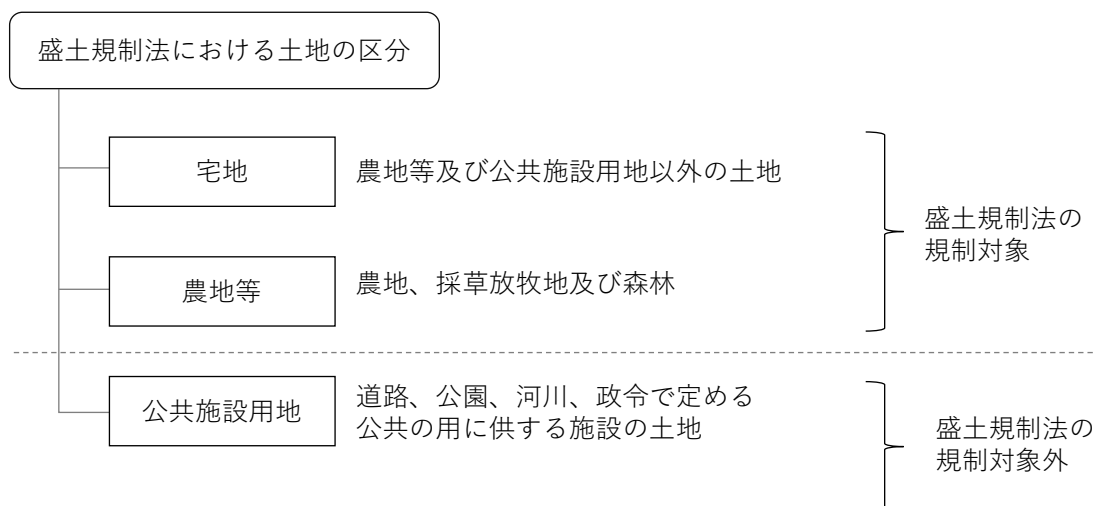 盛土規制法における土地の区分
宅地
農地等及び公共施設用地以外の土地
盛土規制法の
規制対象
農地等
農地、採草放牧地及び森林
公共施設用地
道路、公園、河川、政令で定める
公共の用に供する施設の土地
盛土規制法の
規制対象外